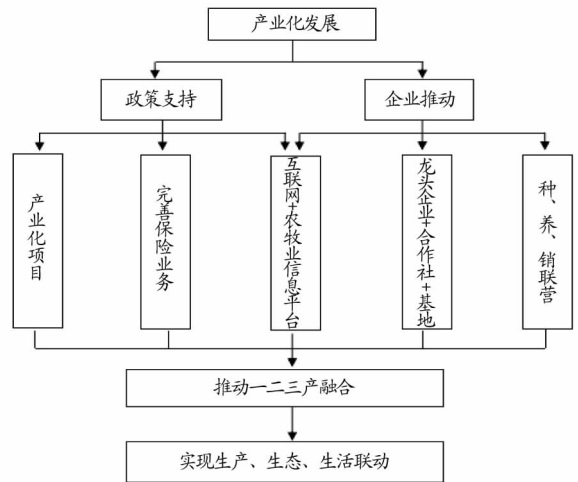 产业化发展
政策支持
企业推动
产业化项目
完善保险业务
互联网+农牧业信息平台
龙头企业+合作社+基地
种、养、销联营
推动一二三产融合
实现生产、生态、生活联动